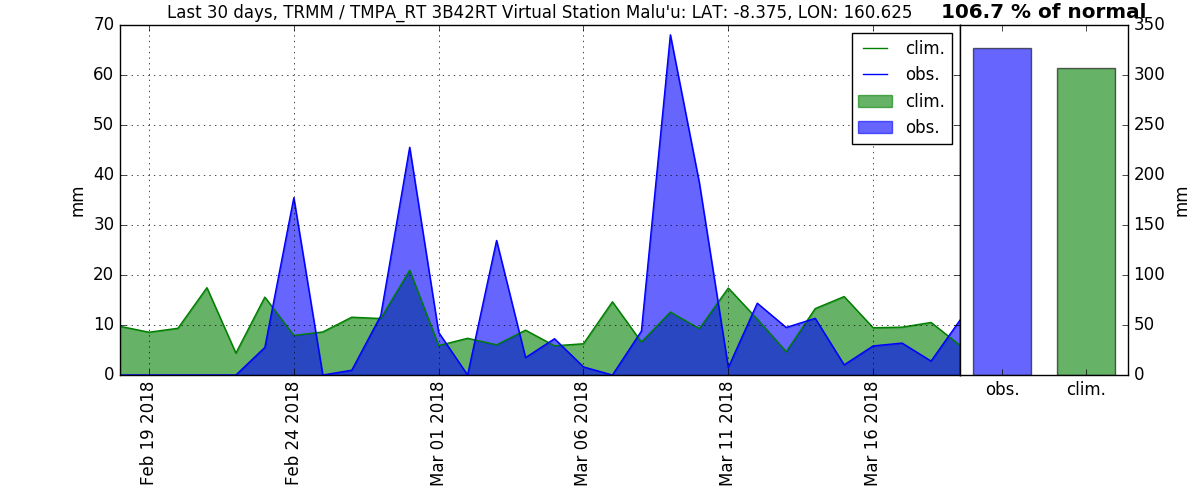 Last 30 days, TRMM / TMPA_RT 3B42RT Virtual Station Malu'u: LAT: -8.375, LON: 160.625
106.7 % of normal
70
60
50
40
30
20
10
0
mm
clim.
obs.
clim.
obs.
350
300
250
200
150
100
50
0
mm
obs.
clim.
Feb 19 2018
Feb 24 2018
Mar 01 2018
Mar 06 2018
Mar 11 2018
Mar 16 2018